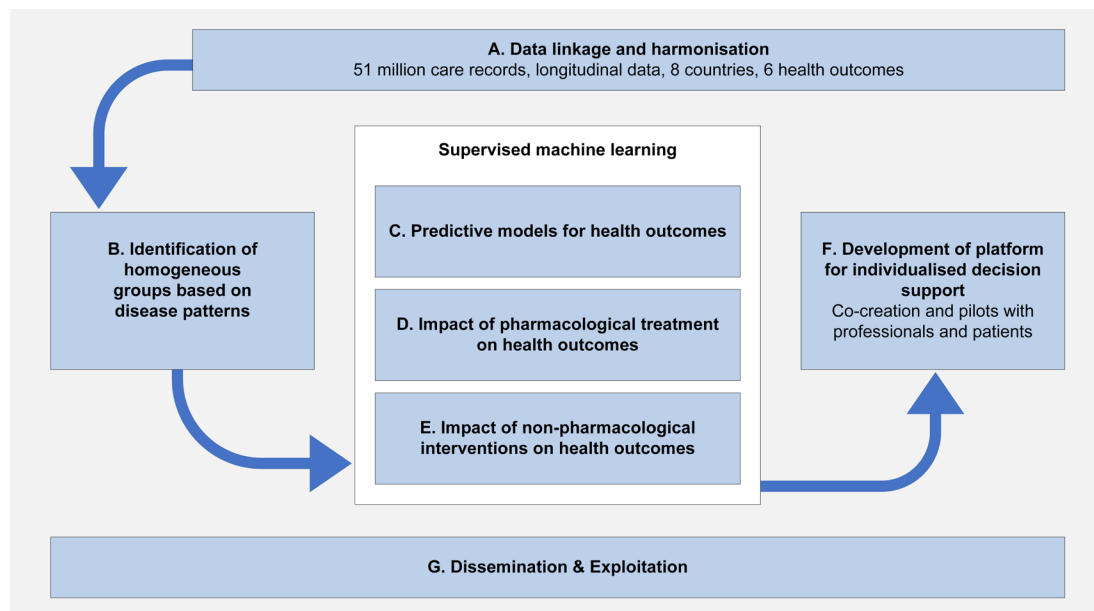 A. Data linkage and harmonisation
51 million care records, longitudinal data, 8 countries, 6 health outcomes
Supervised machine learning
B. Identification of
homogeneous
groups based on
disease patterns
C. Predictive models for health outcomes
D. Impact of pharmacological treatment
on health outcomes
E. Impact of non-pharmacological
interventions on health outcomes
F. Development of platform
for individualised decision
support
Co-creation and pilots with
professionals and patients
G. Dissemination & Exploitation